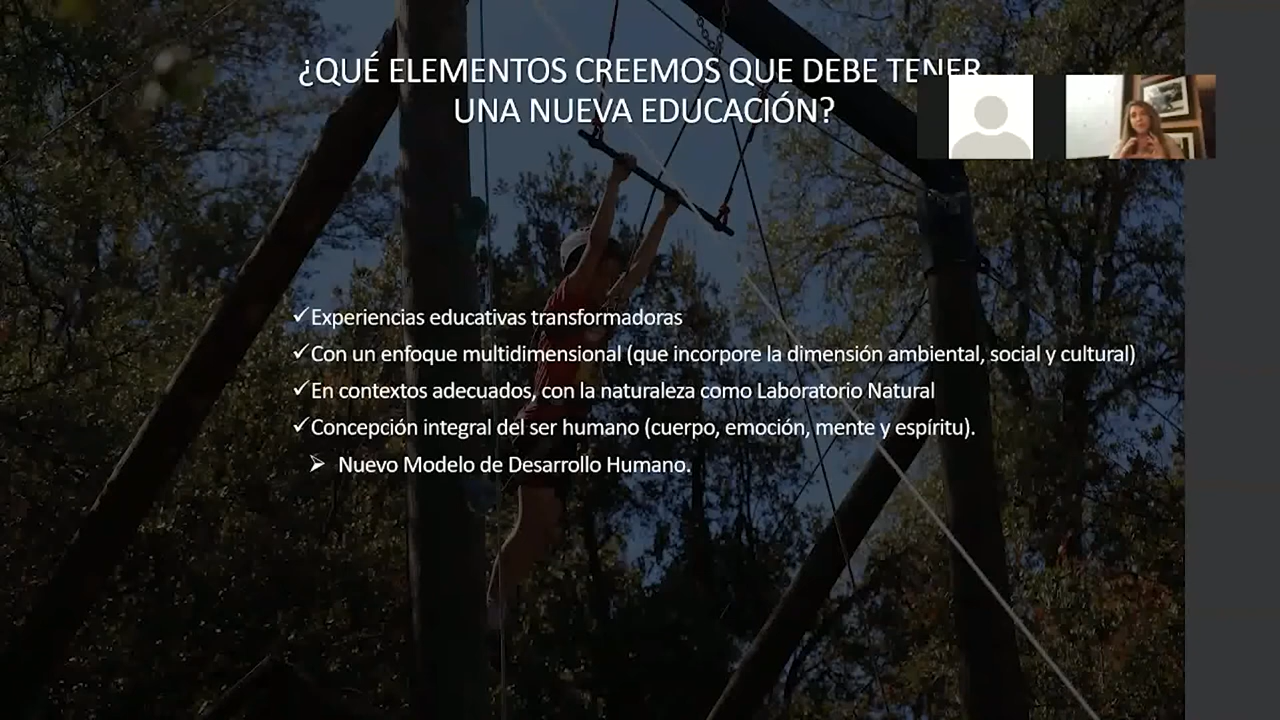 ¿QUÉ ELEMENTOS CREEMOS QUE DEBE TENER
UNA NUEVA EDUCACIÓN?
✓Experiencias educativas transformadoras
✓Con un enfoque multidimensional (que incorpore la dimensión ambiental, social y cultural)
✓En contextos adecuados, con la naturaleza como Laboratorio Natural
✓Concepción integral del ser humano (cuerpo, emoción, mente y espíritu).
➢ Nuevo Modelo de Desarrollo Humano.